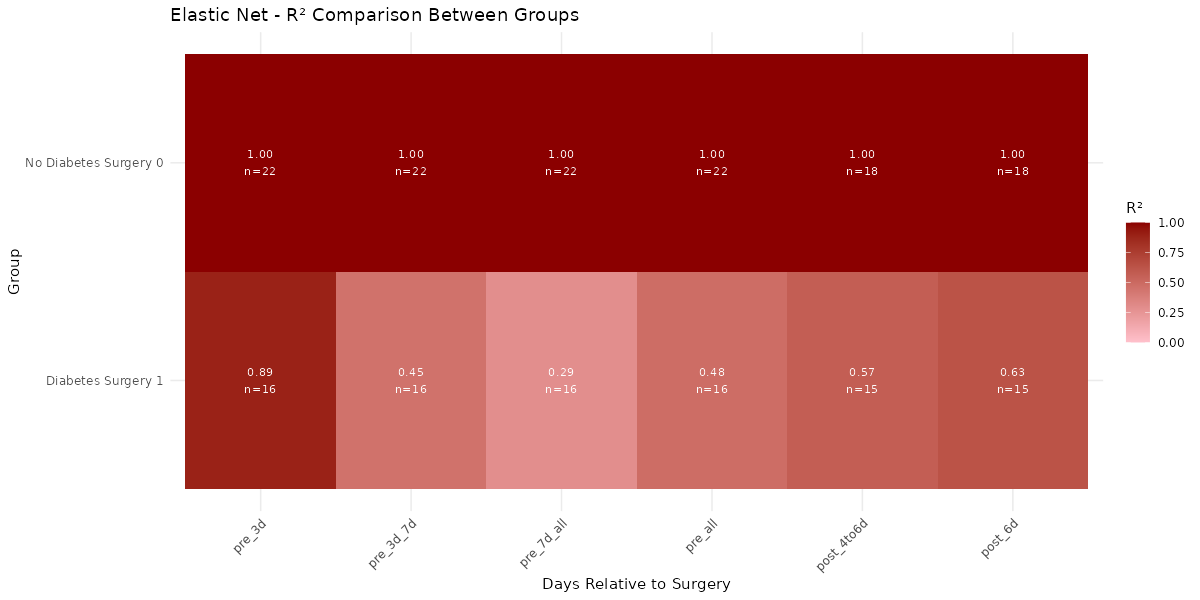 Elastic Net - R² Comparison Between Groups
Group
No Diabetes Surgery 0
1.00 1.00 1.00 1.00 1.00 1.00
n=22 n=22 n=22 n=22 n=18 n=18
Diabetes Surgery 1
0.89 0.45 0.29 0.48 0.57 0.63
n=16 n=16 n=16 n=16 n=15 n=15
pre_3d pre_3d_7d pre_7d_all pre_all post_4to6d post_6d
Days Relative to Surgery
R²
1.00
0.75
0.50
0.25
0.00